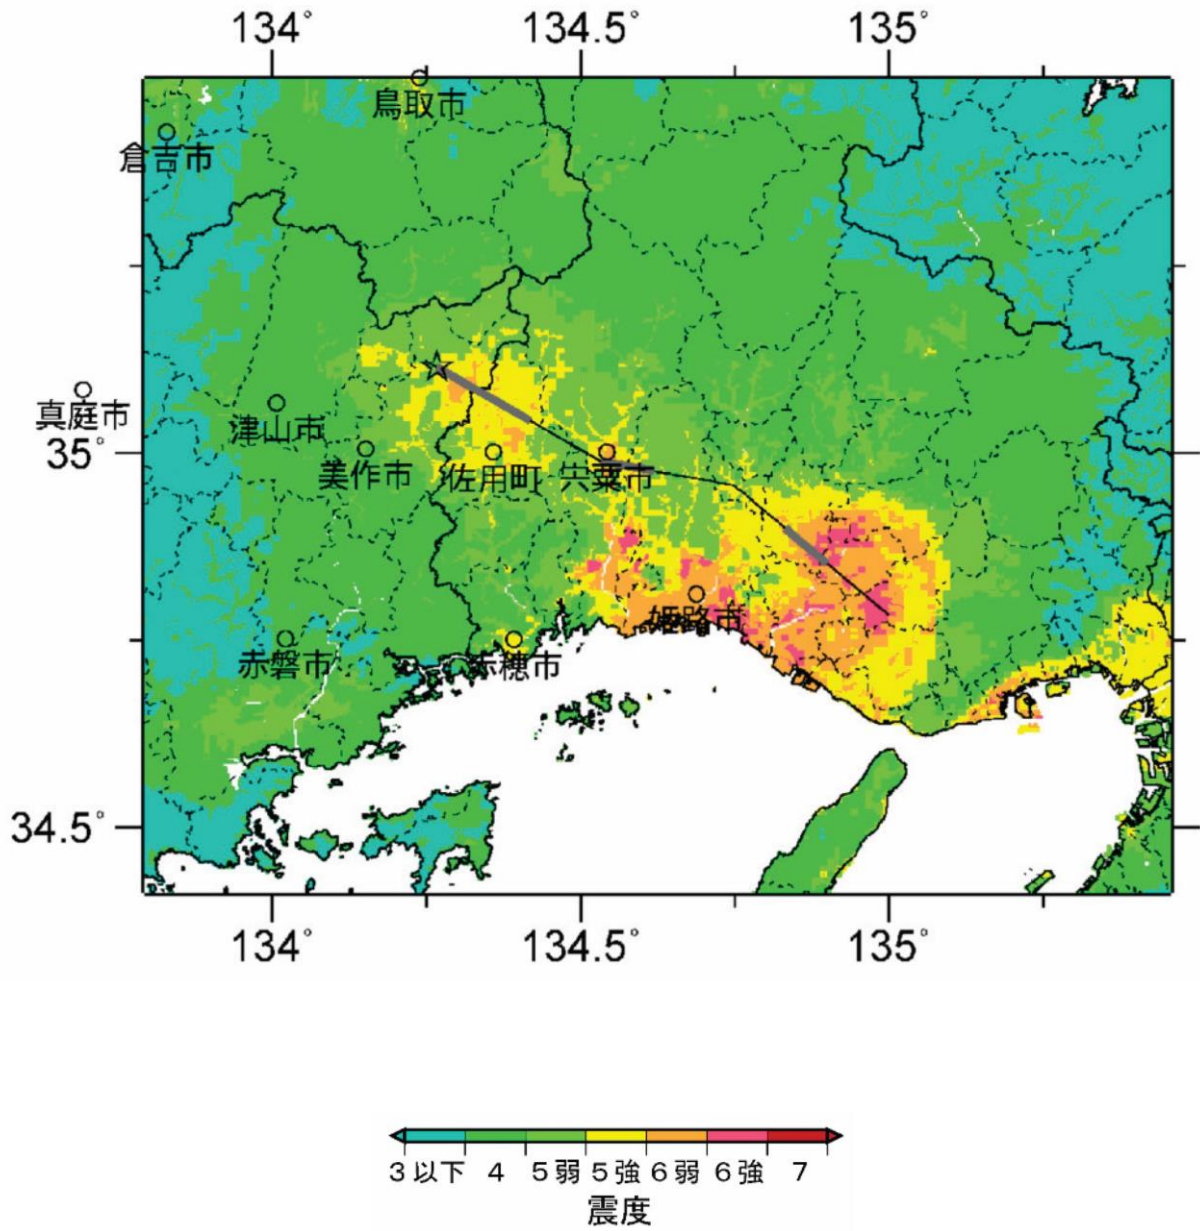 134° 134.5° 135°
鳥取市
倉吉市
真庭市
津山市
35°
美作市 佐用町 宍粟市
姫路市
赤磐市 赤穂市
34.5°
134° 134.5° 135°
3以下 4 5弱 5強 6弱 6強 7
震度